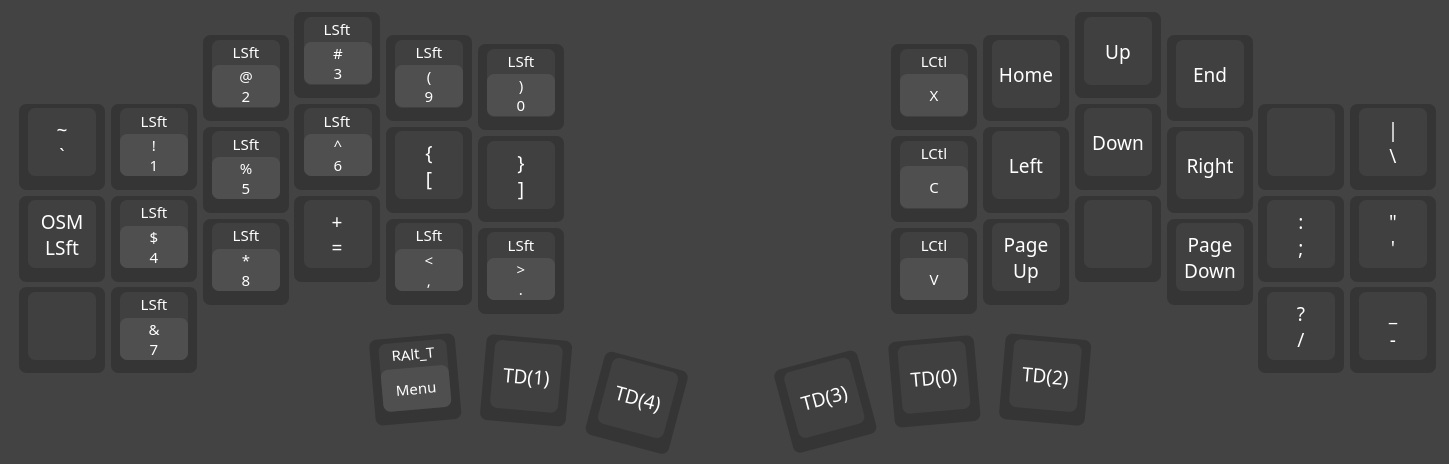 ~
`
LSft
!
1
LSft
@
2
LSft
#
3
LSft
(
9
LSft
)
0
OSM
LSft
LSft
$
4
LSft
%
5
LSft
^
6
{
[
}
]
LSft
&
7
LSft
*
8
+
=
LSft
<
,
LSft
>
.
RAlt_T
Menu
TD(1)
TD(4)
LCtl
X
Home
Up
End
|
\
LCtl
C
Left
Down
Right
:
;
"
'
LCtl
V
Page
Up
Page
Down
?
/
_
-
TD(3)
TD(0)
TD(2)